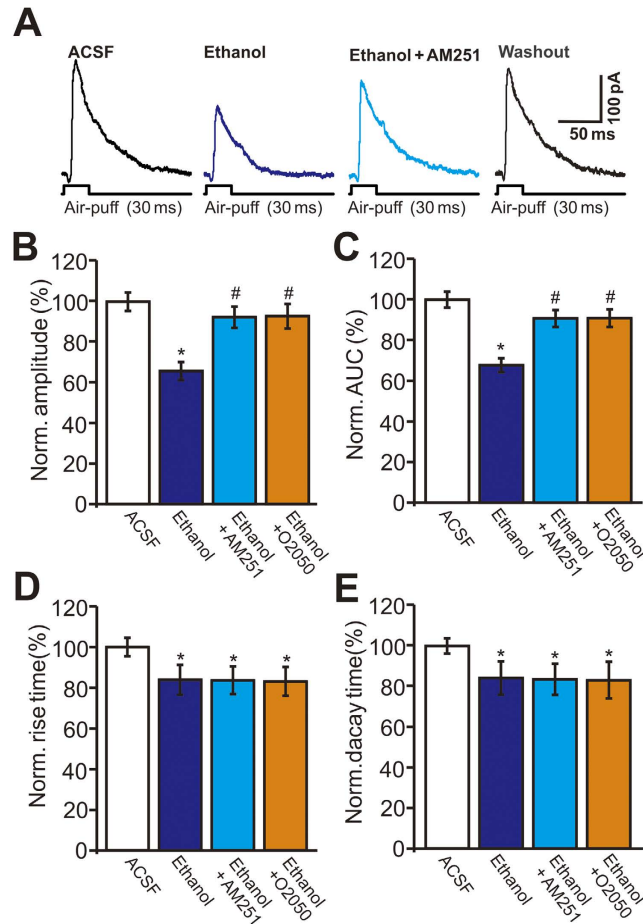 A
ACSF
Ethanol
Ethanol + AM251
Washout
100 pA
50 ms
Air-puff (30 ms)
Air-puff (30 ms)
Air-puff (30 ms)
Air-puff (30 ms)
B
Norm. amplitude (%)
120
100
80
60
40
20
0
*
#
#
ACSF
Ethanol
Ethanol
+AM251
Ethanol
+O2050
C
Norm. AUC (%)
120
100
80
60
40
20
0
*
#
#
ACSF
Ethanol
Ethanol
+AM251
Ethanol
+O2050
D
Norm. rise time(%)
120
100
80
60
40
20
0
*
*
*
ACSF
Ethanol
Ethanol
+AM251
Ethanol
+O2050
E
Norm.dacay time(%)
120
100
80
60
40
20
0
*
*
*
ACSF
Ethanol
Ethanol
+AM251
Ethanol
+O2050